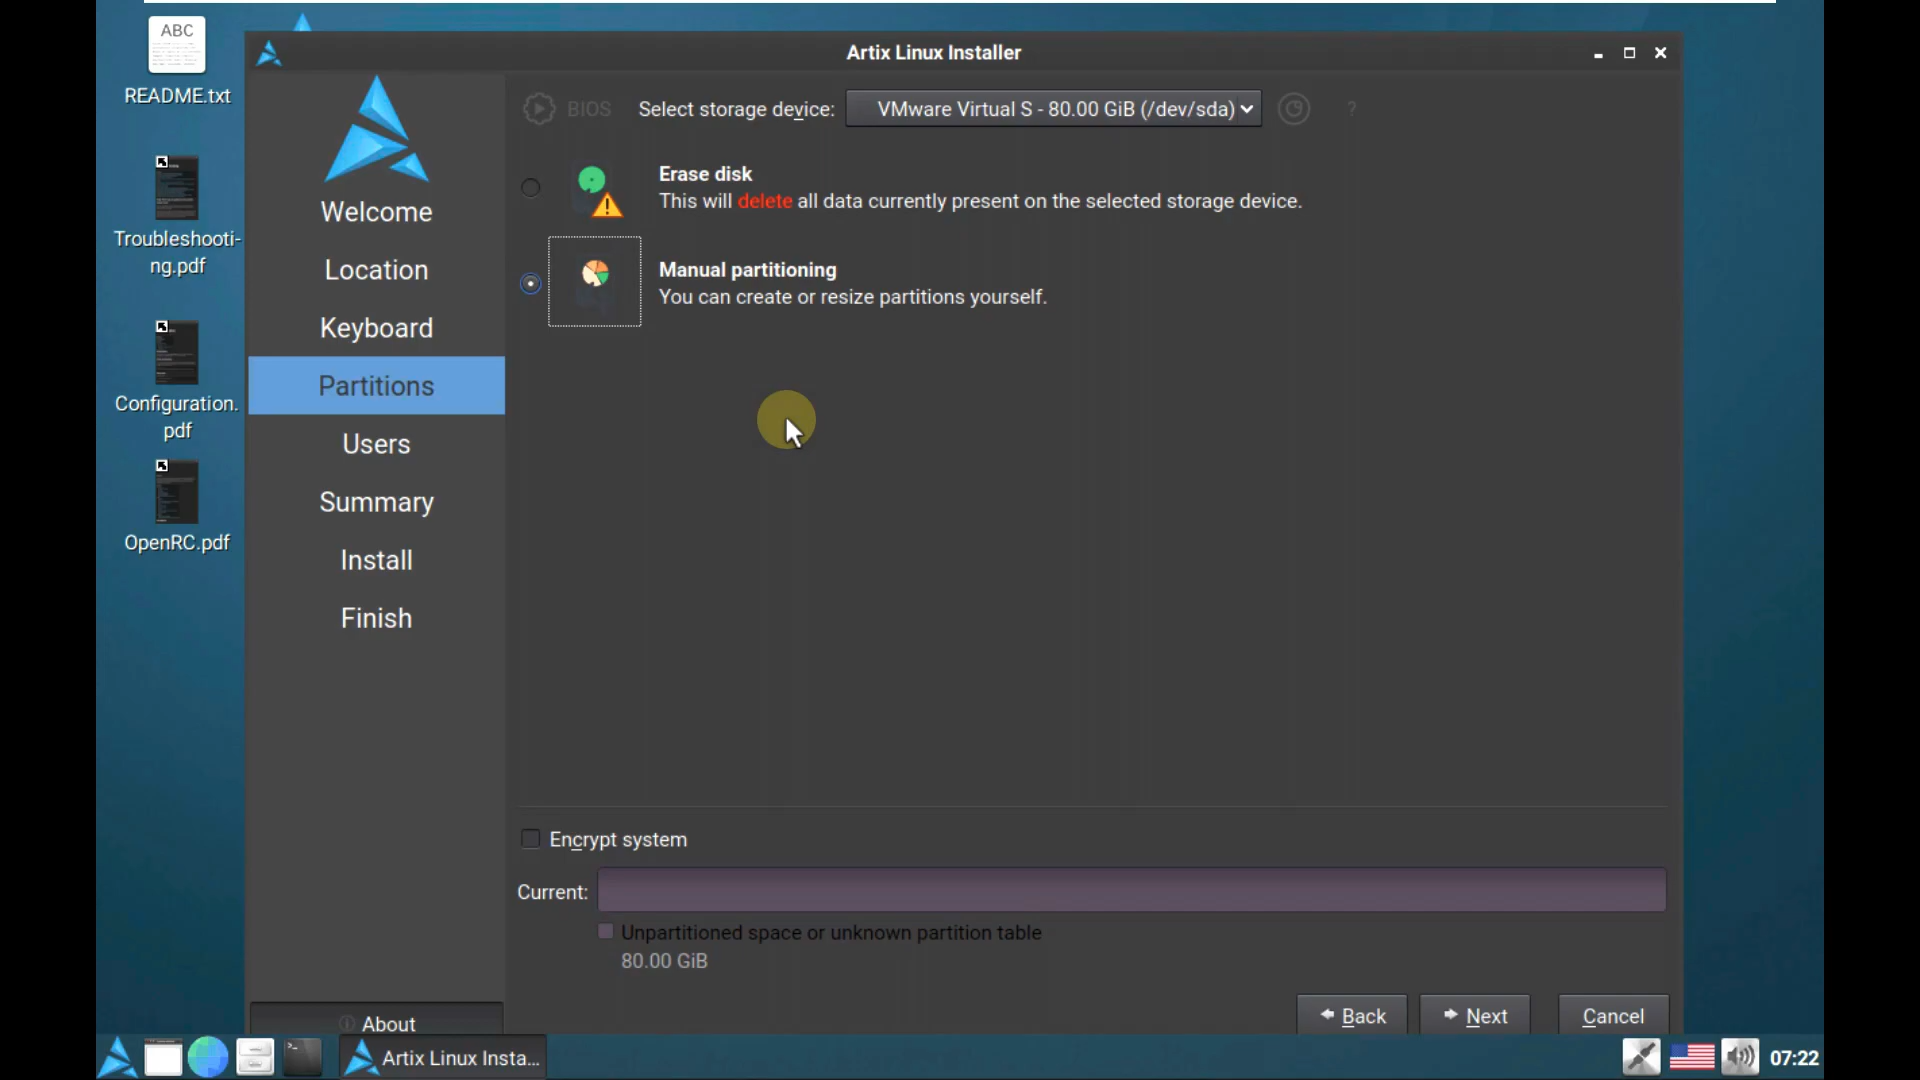 ABC
README.txt
Troubleshooti-
ng.pdf
Configuration.
pdf
OpenRC.pdf
Artix Linux Installer
Welcome
Location
Keyboard
Partitions
Users
Summary
Install
Finish
About
BIOS
Select storage device:
VMware Virtual S - 80.00 GiB (/dev/sda)
?
Erase disk
This will delete all data currently present on the selected storage device.
Manual partitioning
You can create or resize partitions yourself.
Encrypt system
Current:
Unpartitioned space or unknown partition table
80.00 GiB
Back
Next
Cancel
Artix Linux Insta...
07:22